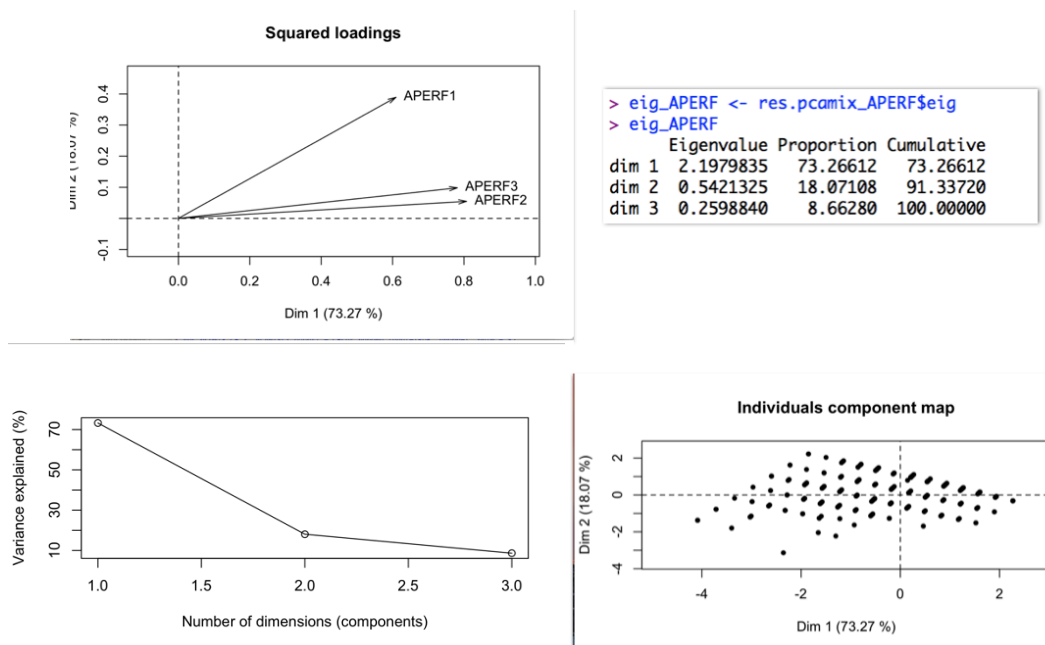 Squared loadings
0.4
0.3
0.2
0.1
-0.1
Dim 2 (18.07 %)
APERF1
APERF3
APERF2
0.0 0.2 0.4 0.6 0.8 1.0
Dim 1 (73.27 %)
> eig_APERF <- res.pcamix_APERF$eig
> eig_APERF
Eigenvalue Proportion Cumulative
dim 1 2.1979835 73.26612 73.26612
dim 2 0.5421325 18.07108 91.33720
dim 3 0.2598840 8.66280 100.00000
Variance explained (%)
70
50
30
10
1.0 1.5 2.0 2.5 3.0
Number of dimensions (components)
Individuals component map
Dim 2 (18.07 %)
2
0
-2
-4
-4 -2 0 2
Dim 1 (73.27 %)